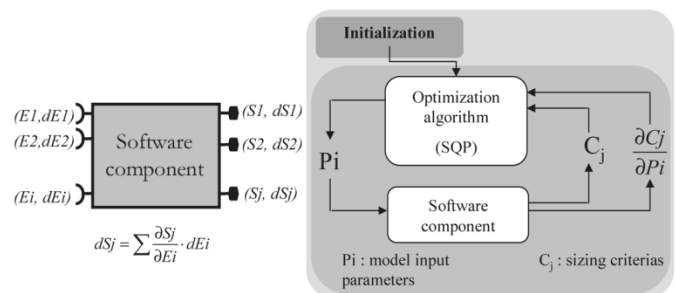 (E1,dE1)
(E2,dE2)
(Ei, dEi)
Software
component
(S1, dS1)
(S2, dS2)
(Sj, dSj)
dSj = ∑ ∂Sj/∂Ei · dEi
Initialization
Optimization
algorithm
(SQP)
Pi
Cj
∂Cj/∂Pi
Software
component
Pi : model input
parameters
Cj : sizing criterias